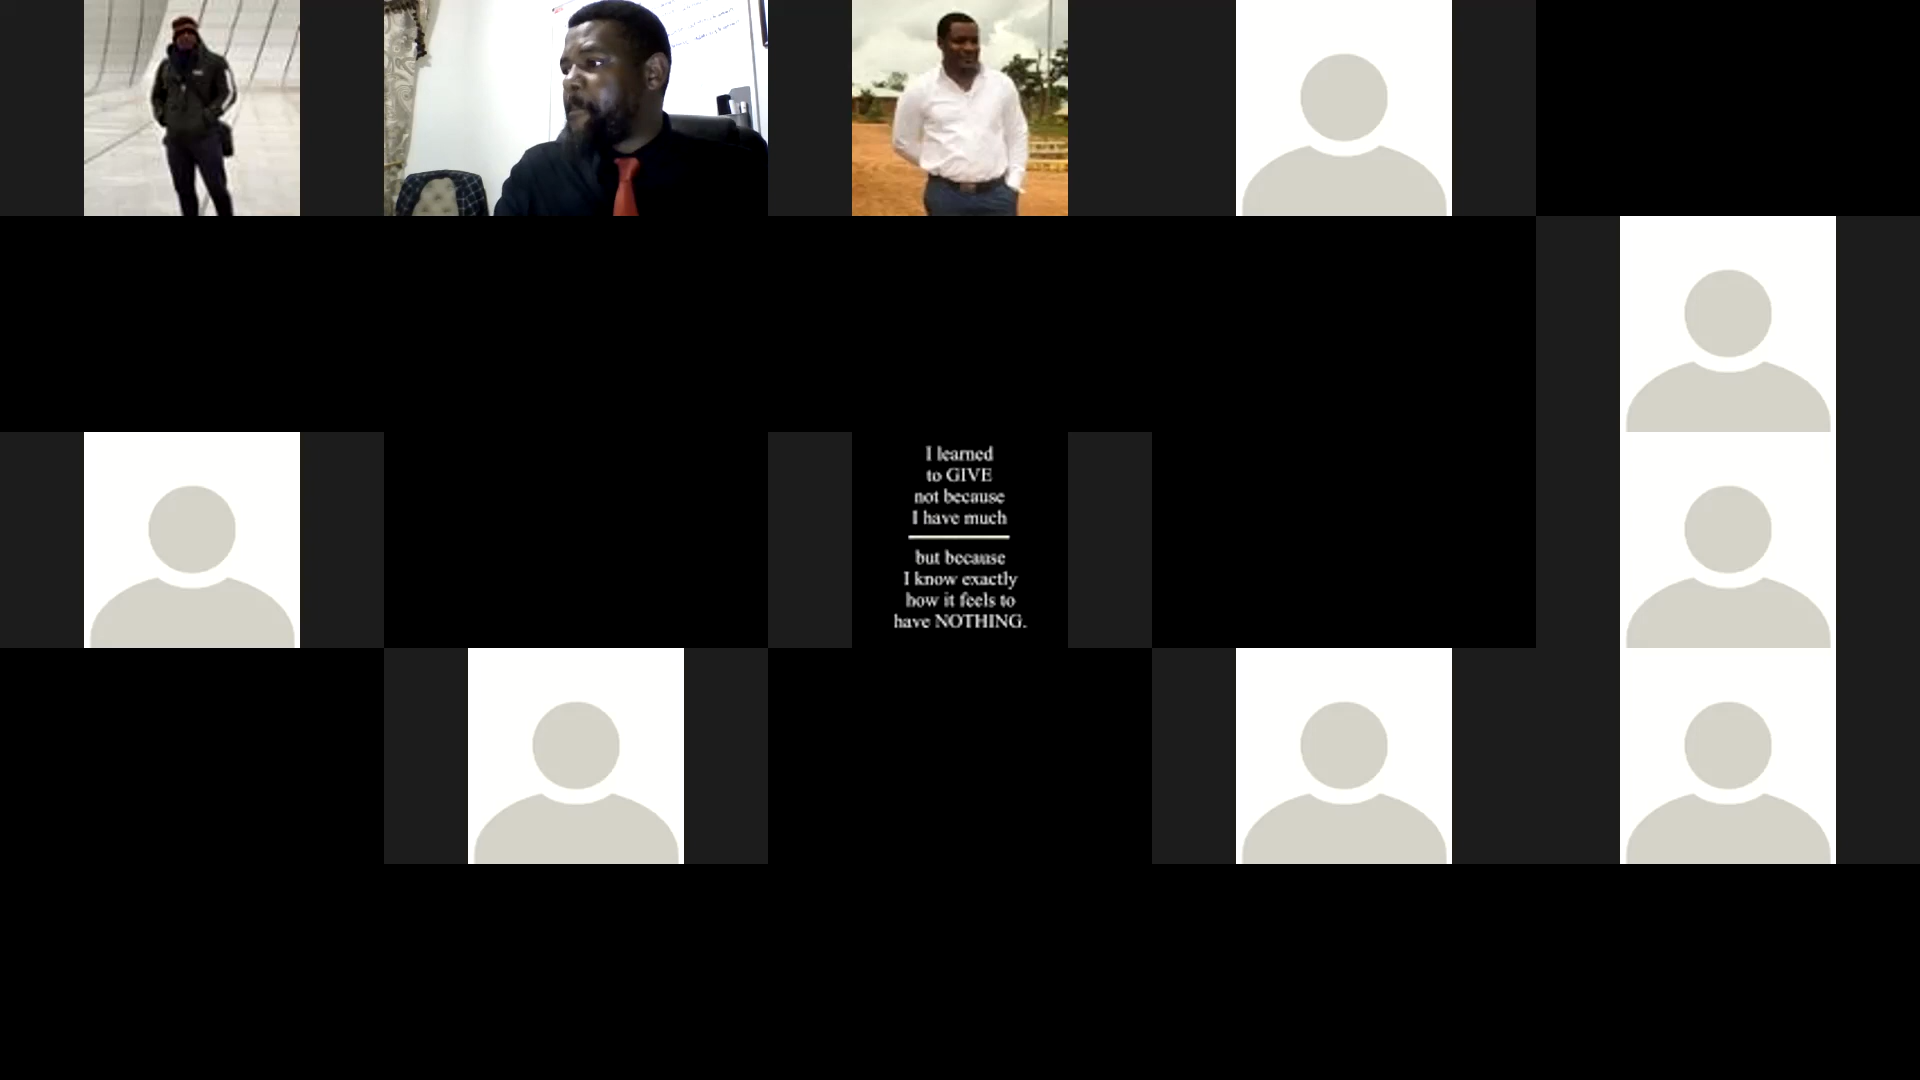 I learned
to GIVE
not because
I have much
but because
I know exactly
how it feels to
have NOTHING.